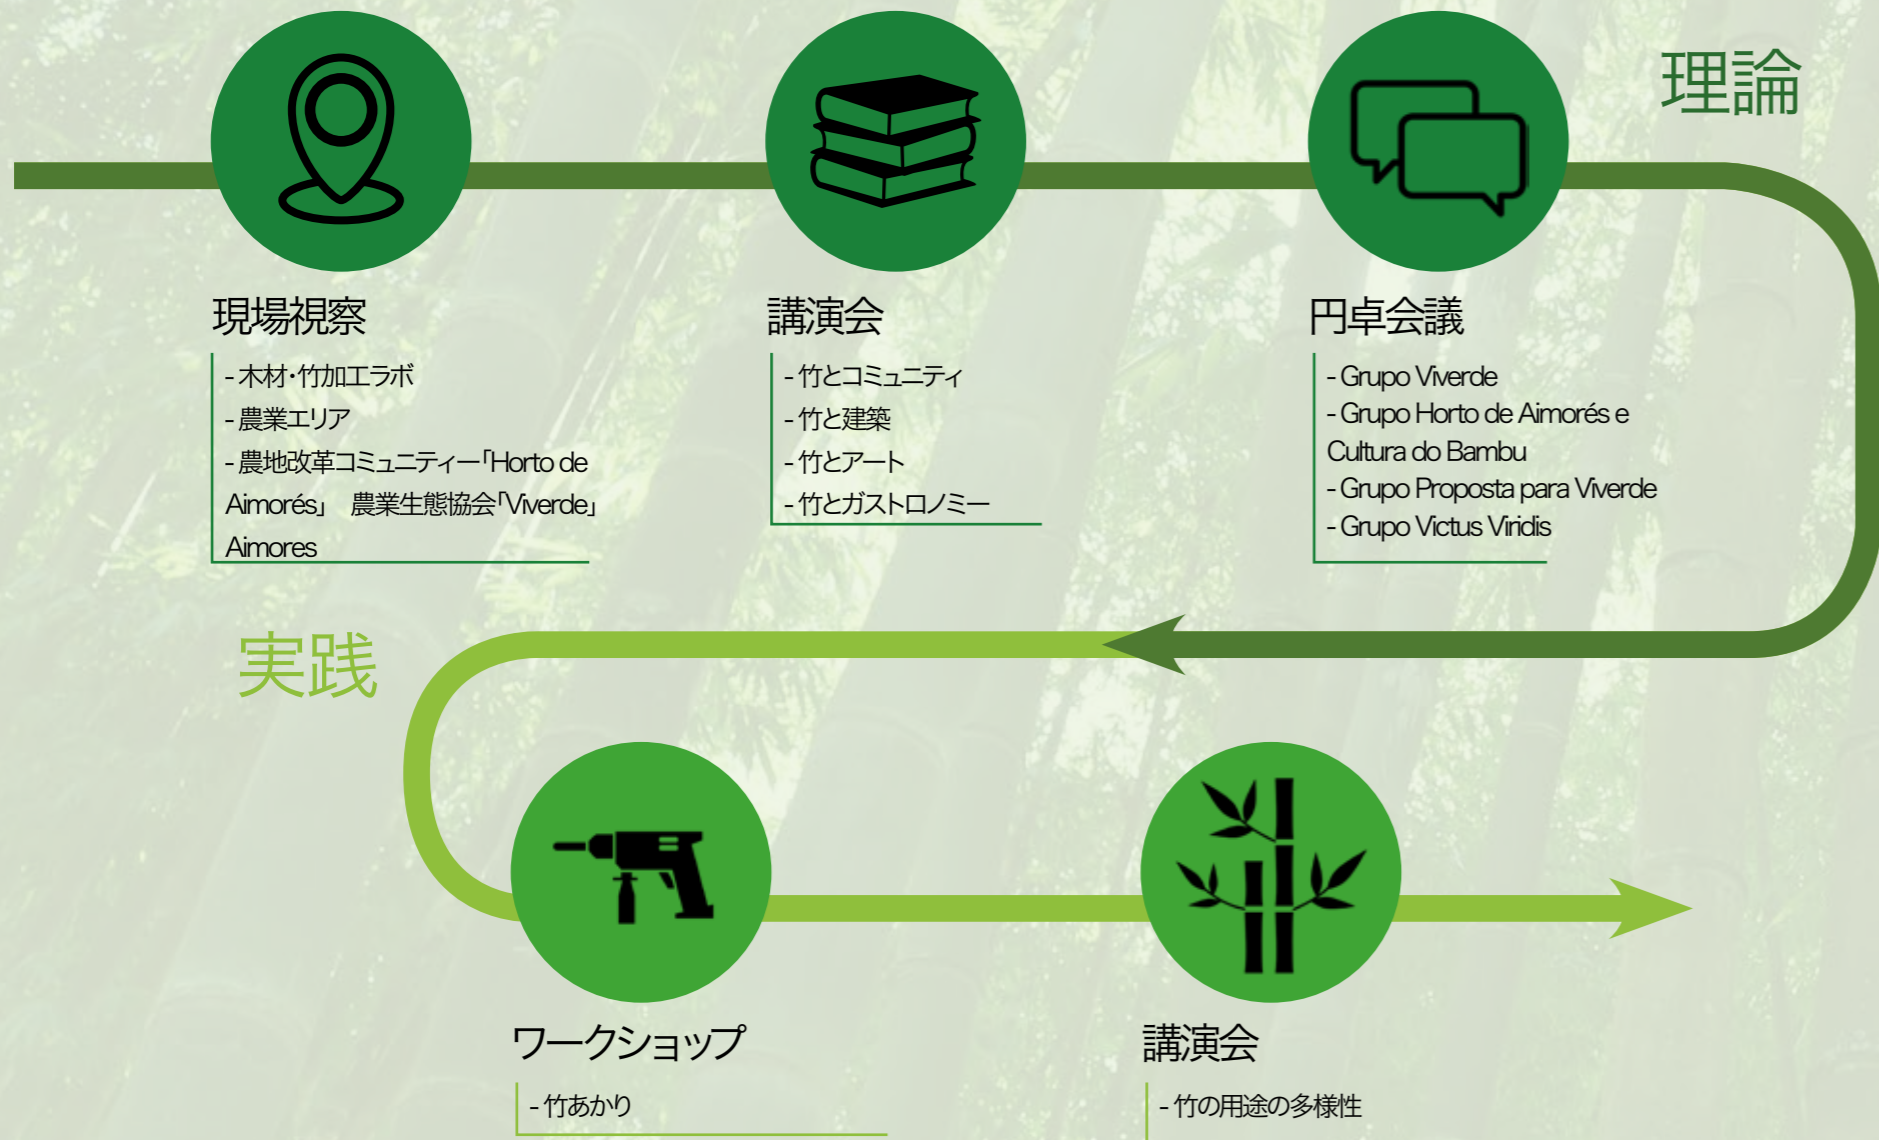 理論
現場視察
- 木材・竹加工ラボ
- 農業エリア
- 農地改革コミュニティー「Horto de
Aimorés」　農業生態協会「Viverde」
Aimores
講演会
- 竹とコミュニティ
- 竹と建築
- 竹とアート
- 竹とガストロノミー
円卓会議
- Grupo Viverde
- Grupo Horto de Aimorés e
Cultura do Bambu
- Grupo Proposta para Viverde
- Grupo Victus Viridis
実践
ワークショップ
- 竹あかり
講演会
- 竹の用途の多様性